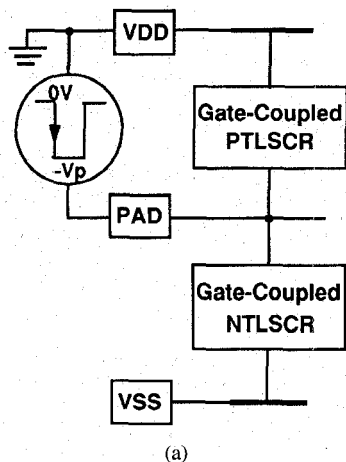 VDD
0V
-Vp
Gate-Coupled
PTLSCR
PAD
Gate-Coupled
NTLSCR
VSS
(a)